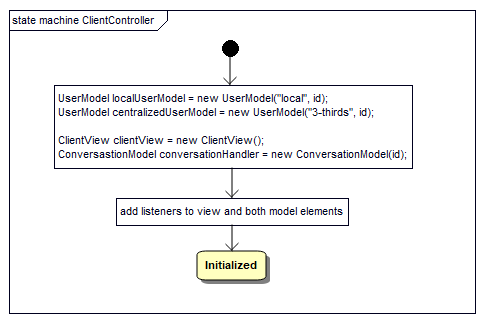 state machine ClientController
UserModel localUserModel = new UserModel("local", id);
UserModel centralizedUserModel = new UserModel("3-thirds", id);
ClientView clientView = new ClientView();
ConversastionModel conversationHandler = new ConversationModel(id);
add listeners to view and both model elements
Initialized